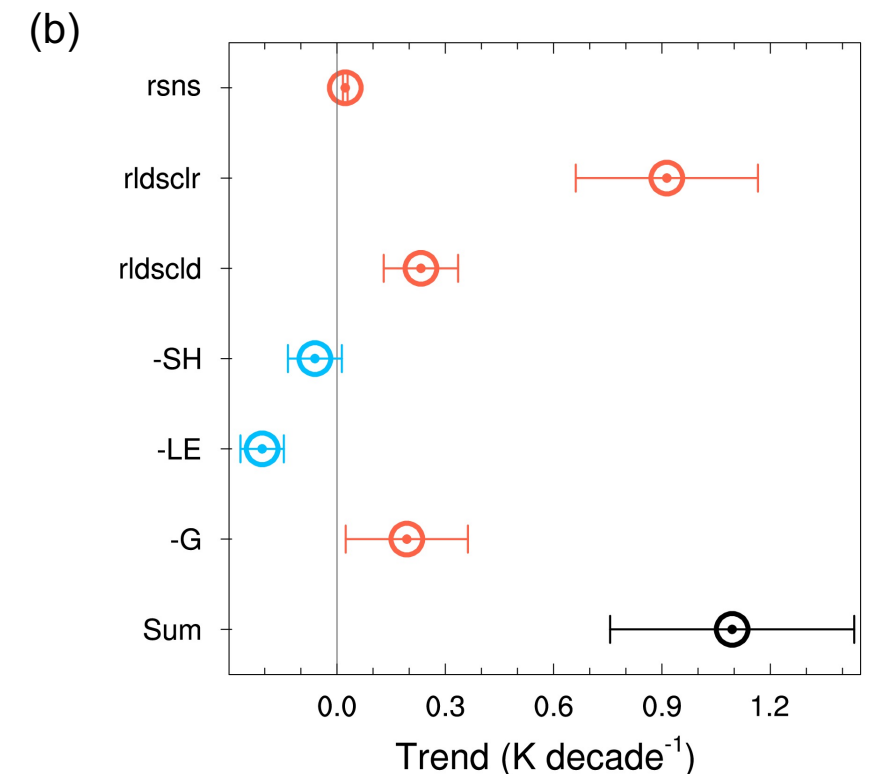 (b)
rsns
rldsclr
rldscld
-SH
-LE
-G
Sum
0.0 0.3 0.6 0.9 1.2
Trend (K decade⁻¹)